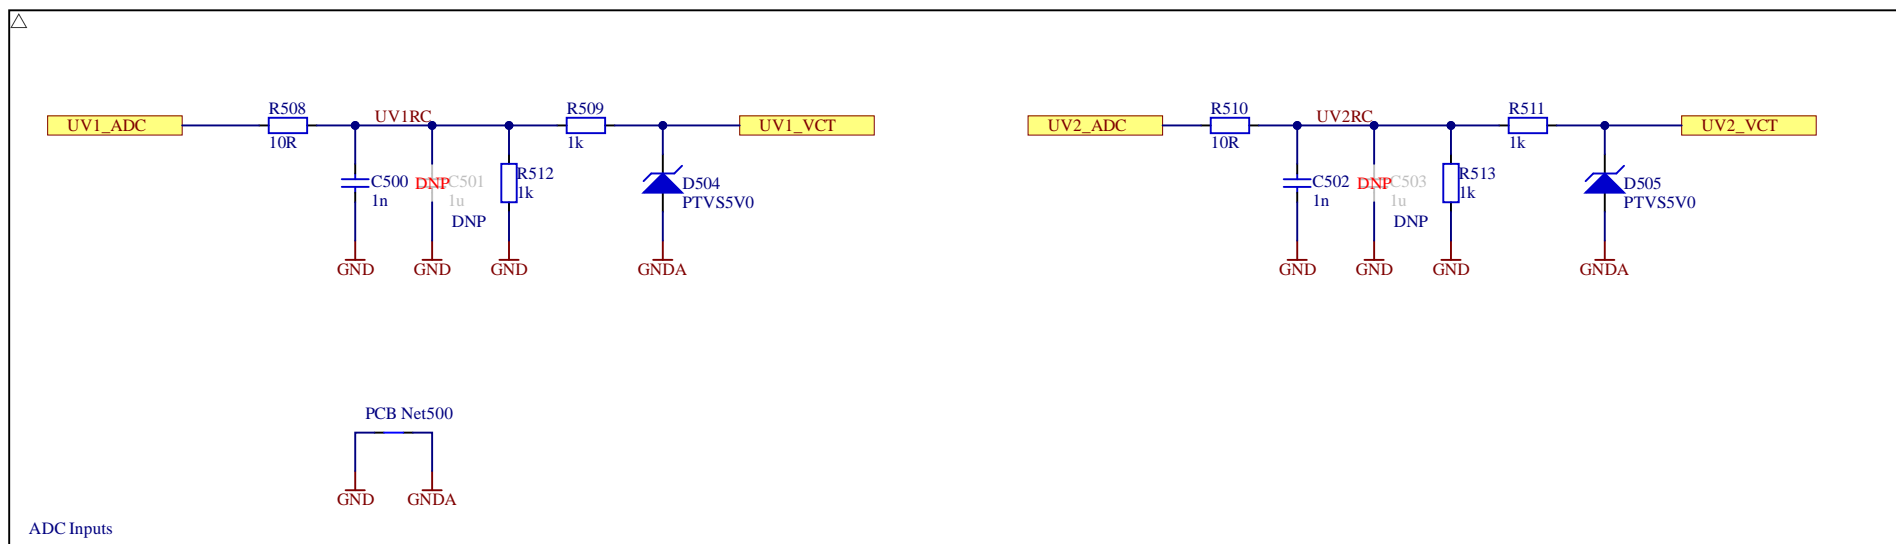 R508
UV1RC
R509
UV1_ADC
UV1_VCT
10R
1k
C500
1n
DNP
C501
1u
DNP
R512
1k
D504
PTVS5V0
GND
GND
GND
GNDA
R510
UV2RC
R511
UV2_ADC
UV2_VCT
10R
1k
C502
1n
DNP
C503
1u
DNP
R513
1k
D505
PTVS5V0
GND
GND
GND
GNDA
PCB Net500
GND
GNDA
ADC Inputs